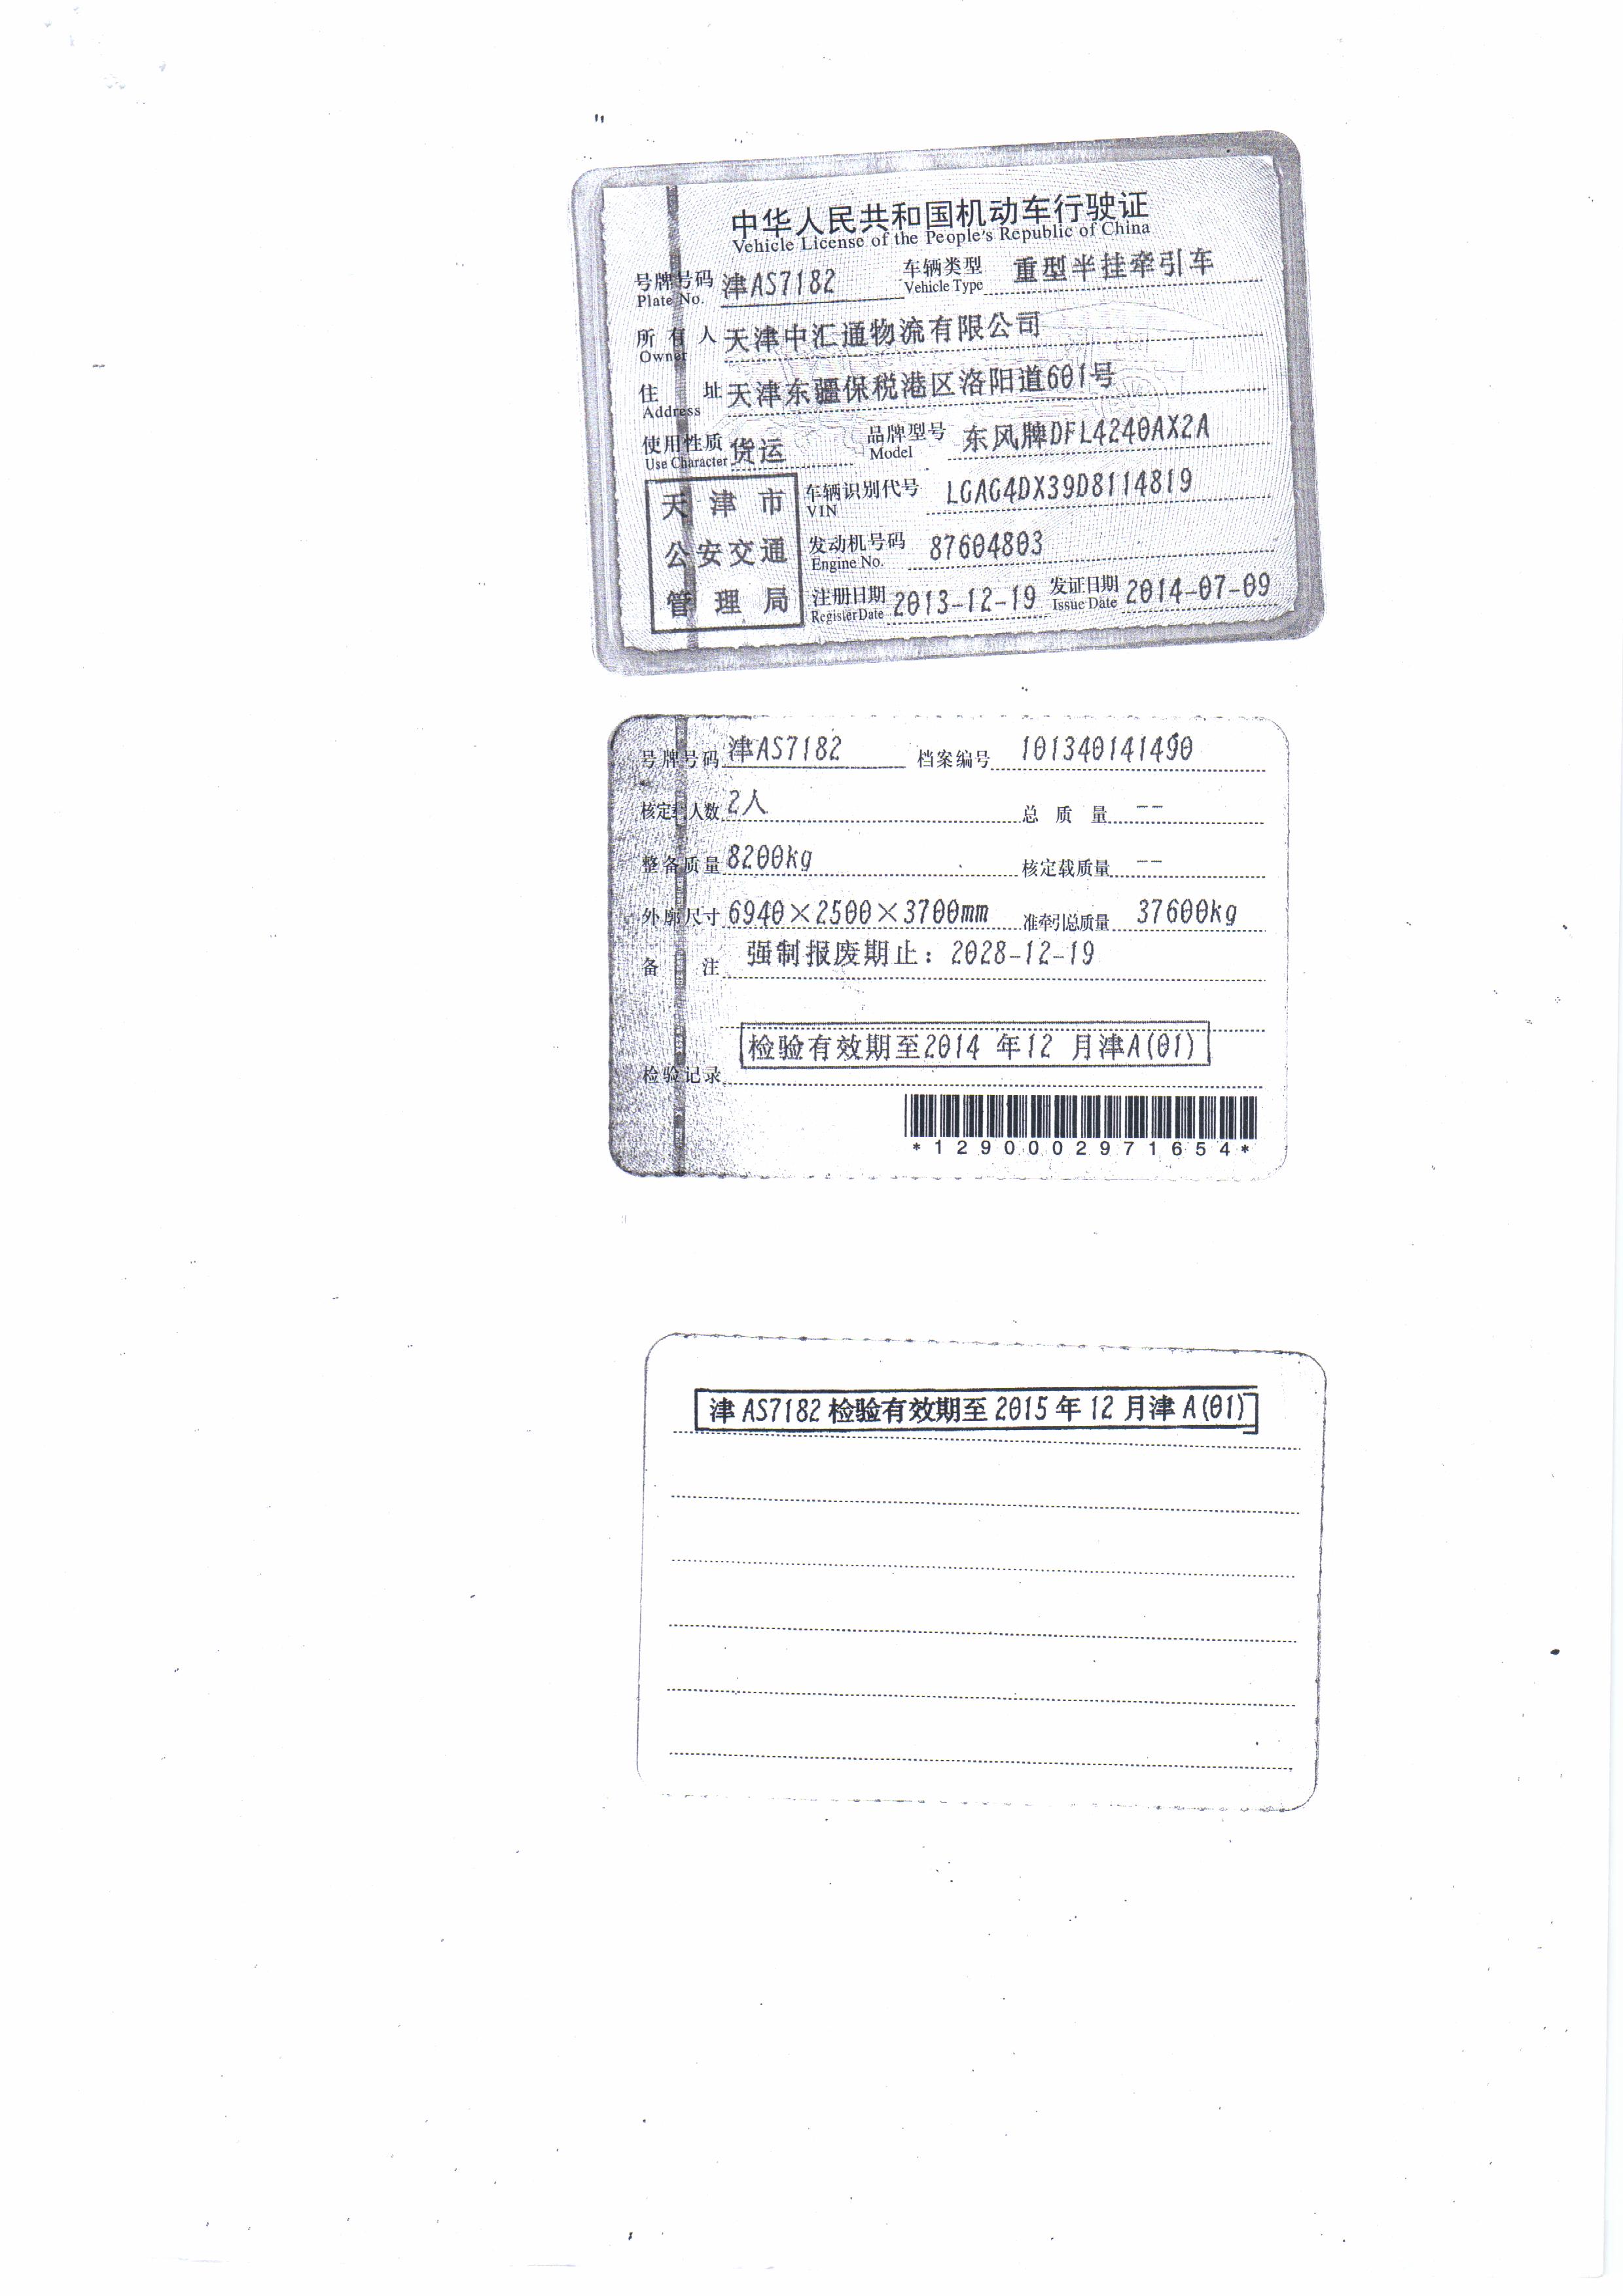 中华人民共和国机动车行驶证
Vehicle License of the People's Republic of China
号牌号码 津AS7182 车辆类型 重型半挂牵引车
Plate No. Vehicle Type
所有人 天津中汇通物流有限公司
Owner
住址 天津东疆保税港区洛阳道601号
Address
使用性质 货运 品牌型号 东风牌DFL4240AX2A
Use Character Model
天津市
公安交通
管理局
车辆识别代号 LGAG4DX39D8114819
VIN
发动机号码 87604803
Engine No.
注册日期 2013-12-19 发证日期 2014-07-09
Register Date Issue Date
号牌号码 津AS7182 档案编号 101340141490
核定载人数 2人 总质量 --
整备质量 8200kg 核定载质量 --
外廓尺寸 6940×2500×3700mm 准牵引总质量 37600kg
备注 强制报废期止：2028-12-19
检验有效期至2014 年12 月津A(01)
检验记录
*1290002971654*
津 AS7182 检验有效期至 2015 年 12 月津 A(01)